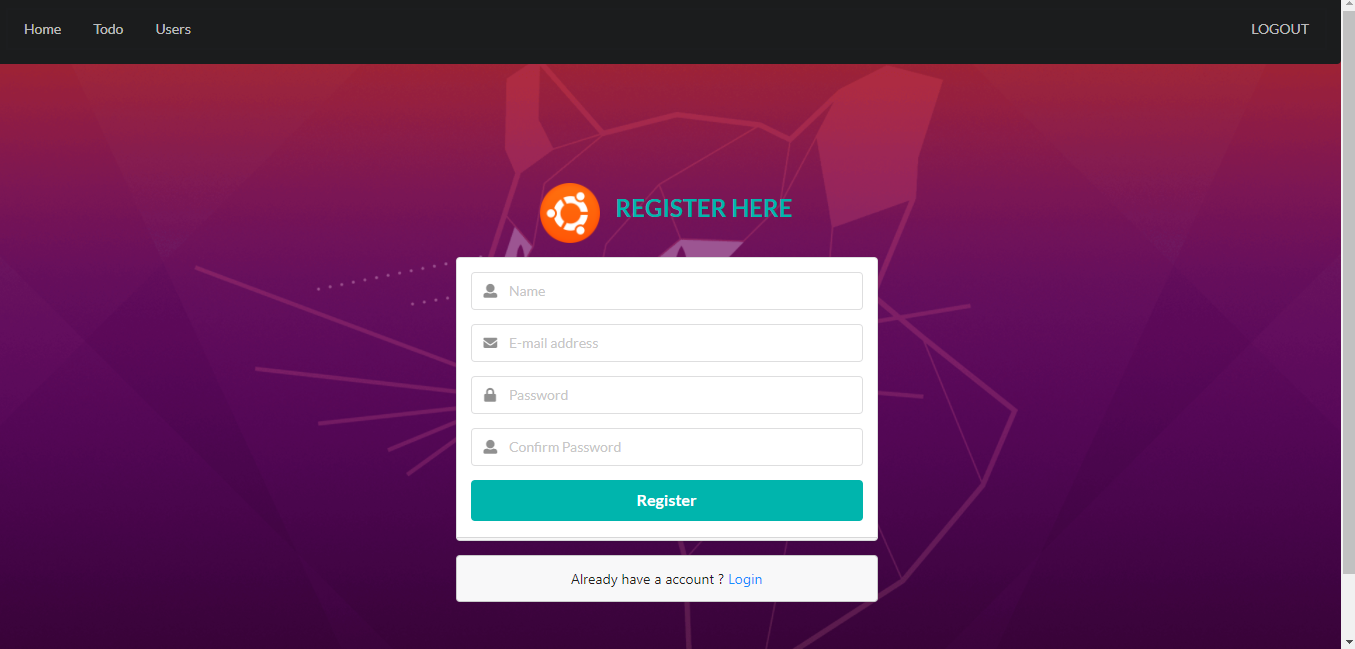 Home Todo Users LOGOUT
REGISTER HERE
Name
E-mail address
Password
Confirm Password
Register
Already have a account ? Login